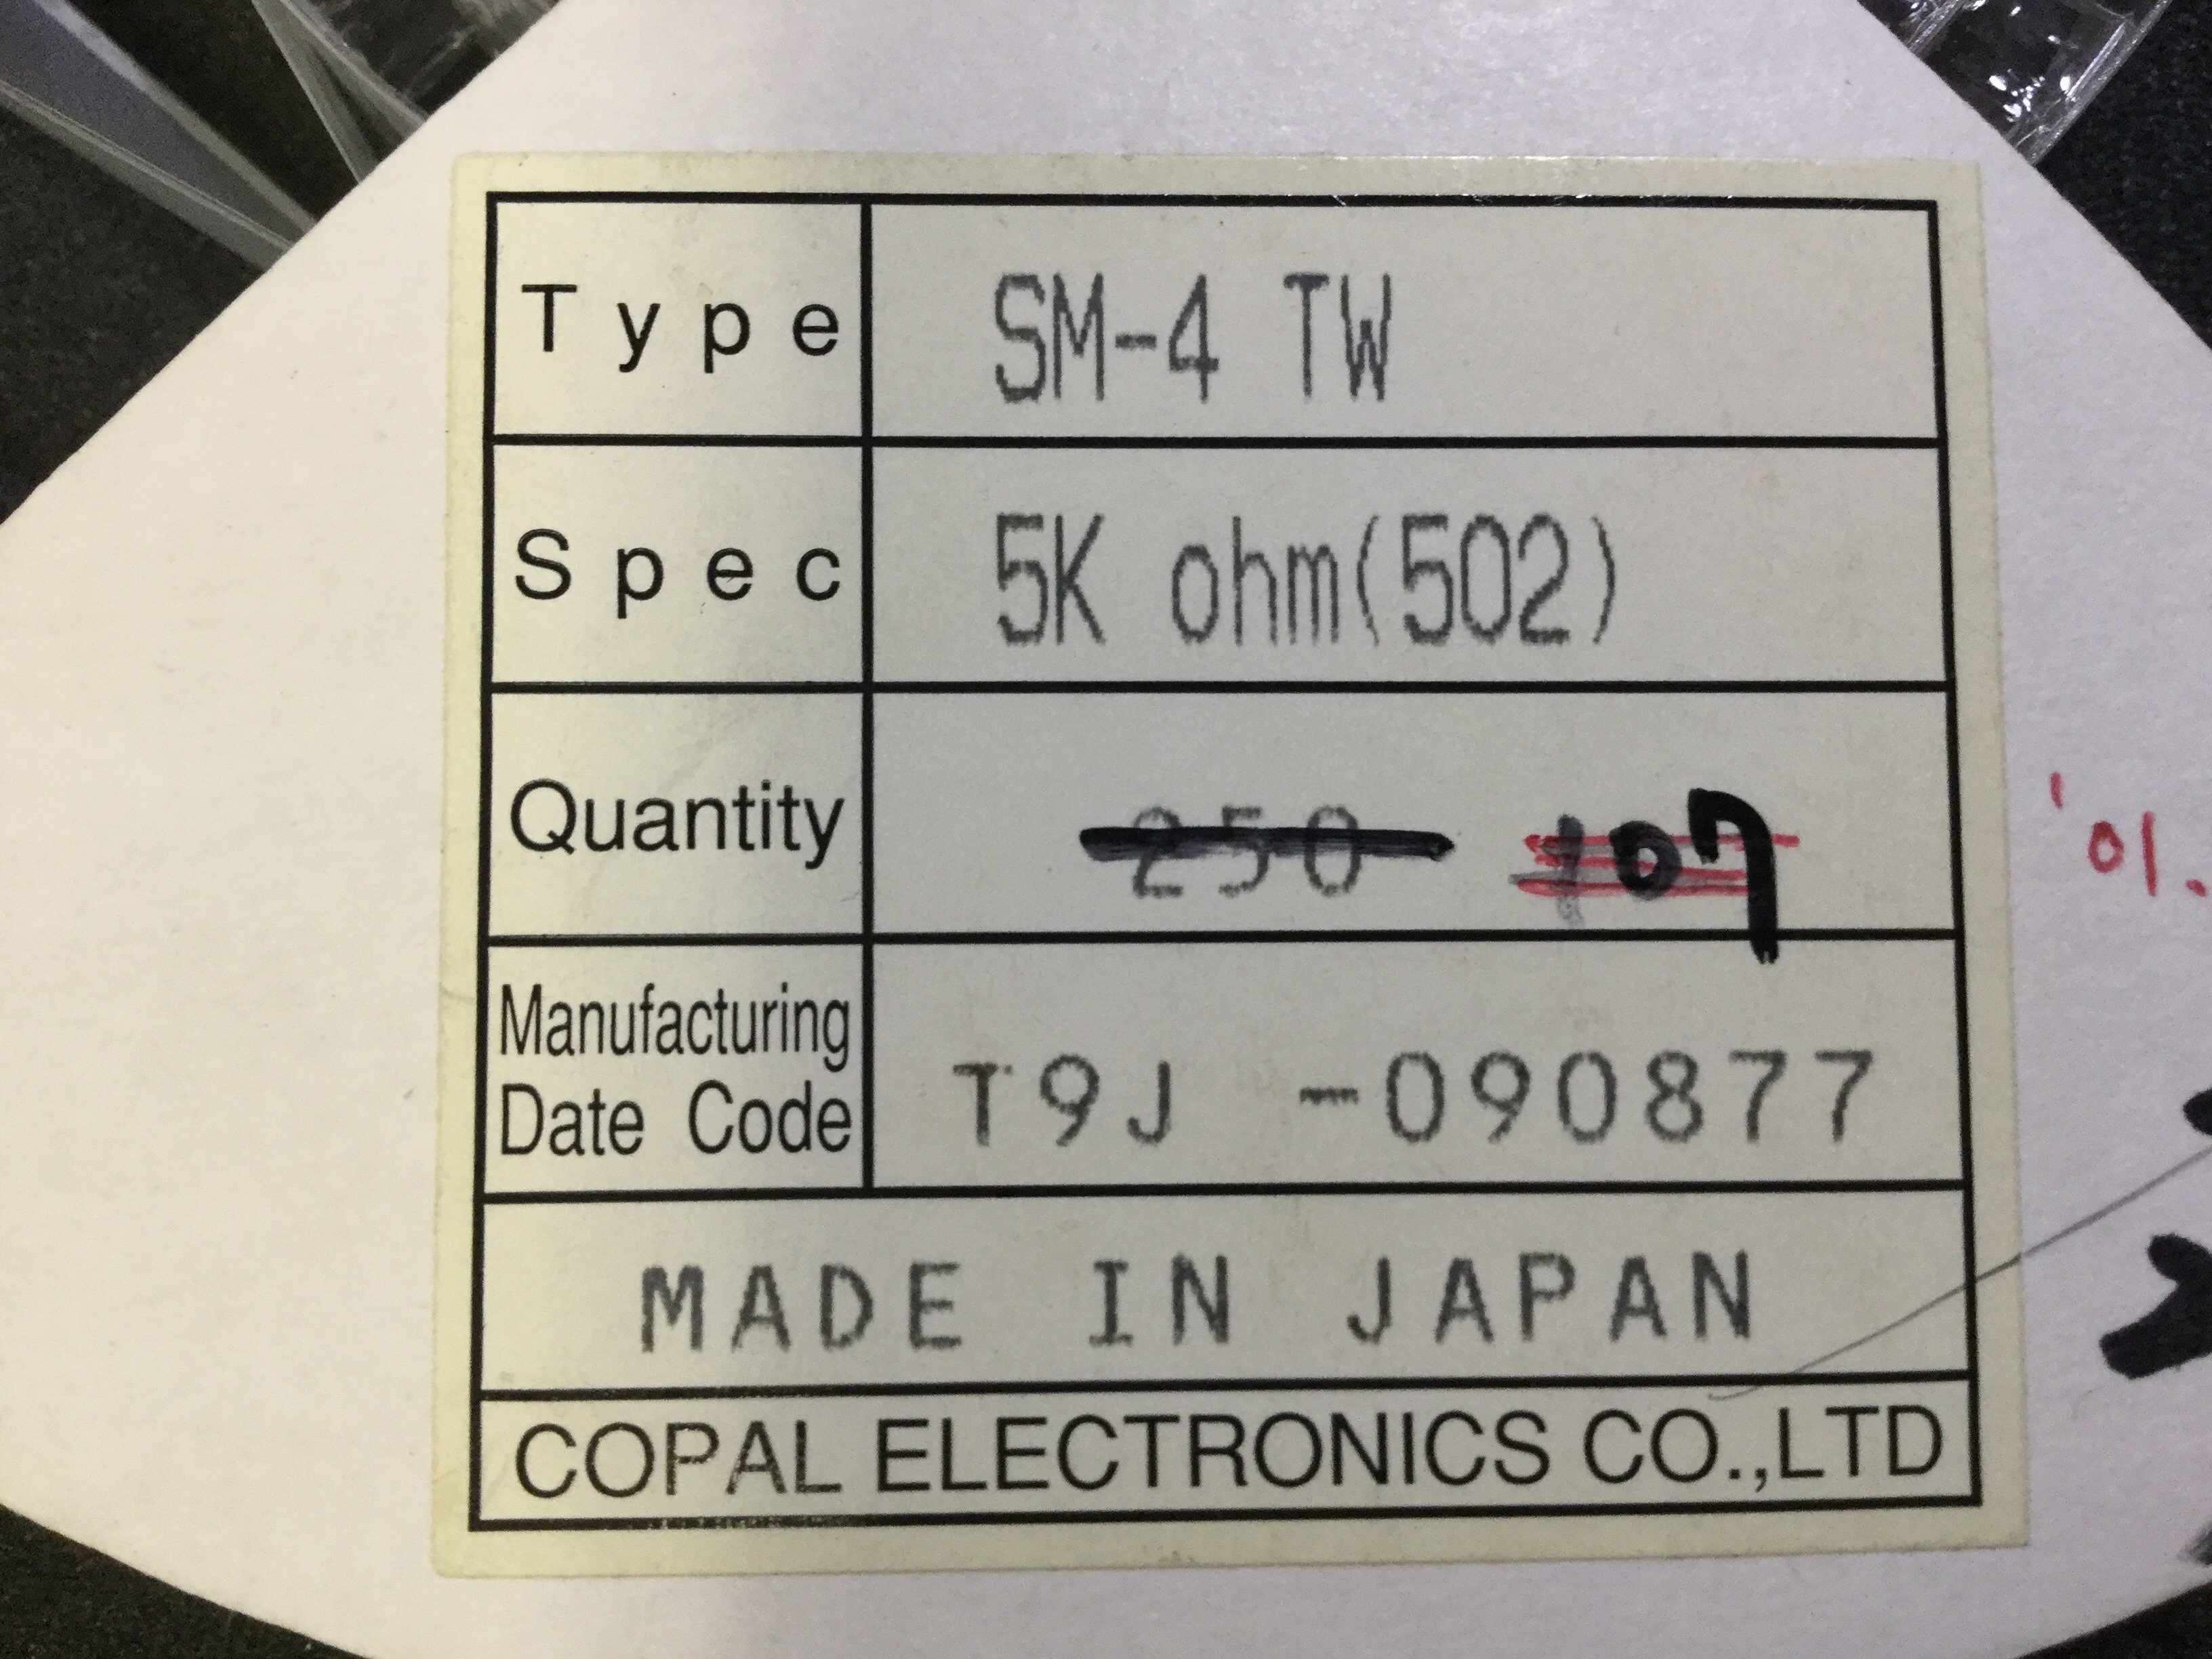 Type SM-4 TW
Spec 5K ohm(502)
Quantity 250 107
'01.
Manufacturing
Date Code T9J -090877
MADE IN JAPAN
COPAL ELECTRONICS CO.,LTD